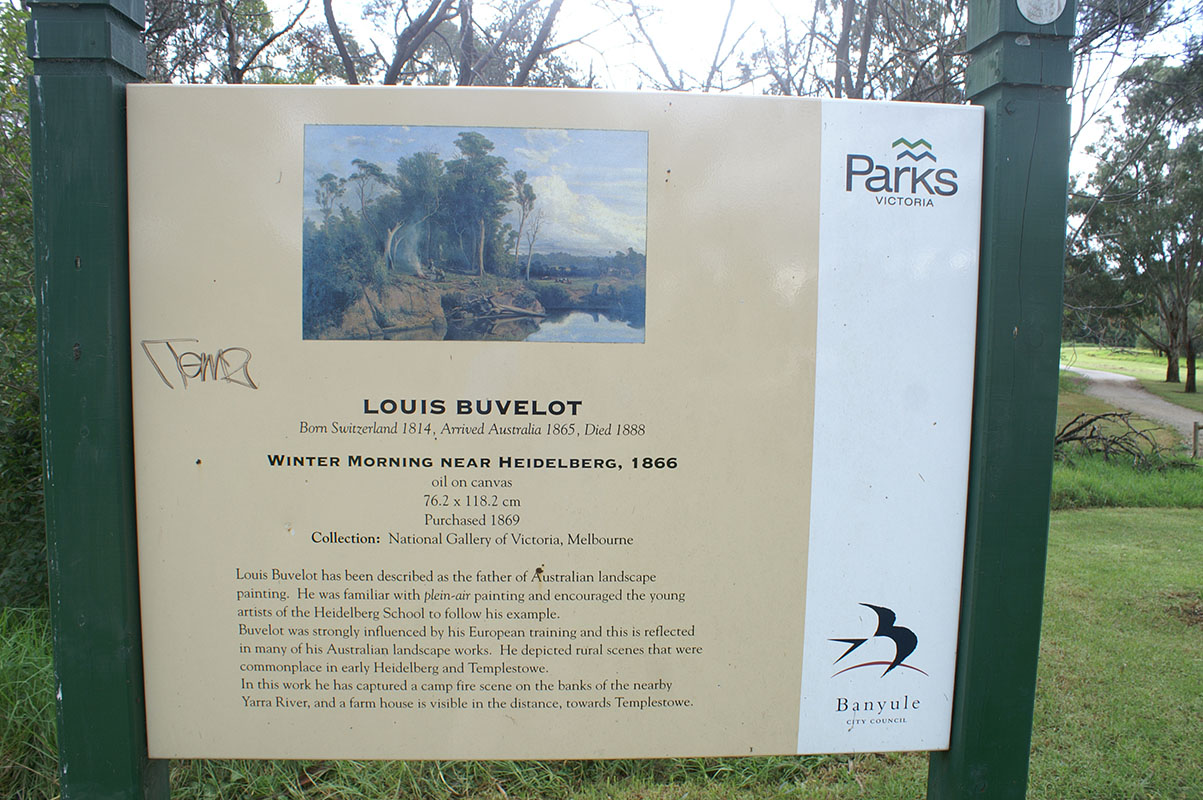 Parks
VICTORIA
LOUIS BUVELOT
Born Switzerland 1814, Arrived Australia 1865, Died 1888
WINTER MORNING NEAR HEIDELBERG, 1866
oil on canvas
76.2 x 118.2 cm
Purchased 1869
Collection: National Gallery of Victoria, Melbourne
Louis Buvelot has been described as the father of Australian landscape
painting. He was familiar with plein-air painting and encouraged the young
artists of the Heidelberg School to follow his example.
Buvelot was strongly influenced by his European training and this is reflected
in many of his Australian landscape works. He depicted rural scenes that were
commonplace in early Heidelberg and Templestowe.
In this work he has captured a camp fire scene on the banks of the nearby
Yarra River, and a farm house is visible in the distance, towards Templestowe.
Banyule
CITY COUNCIL